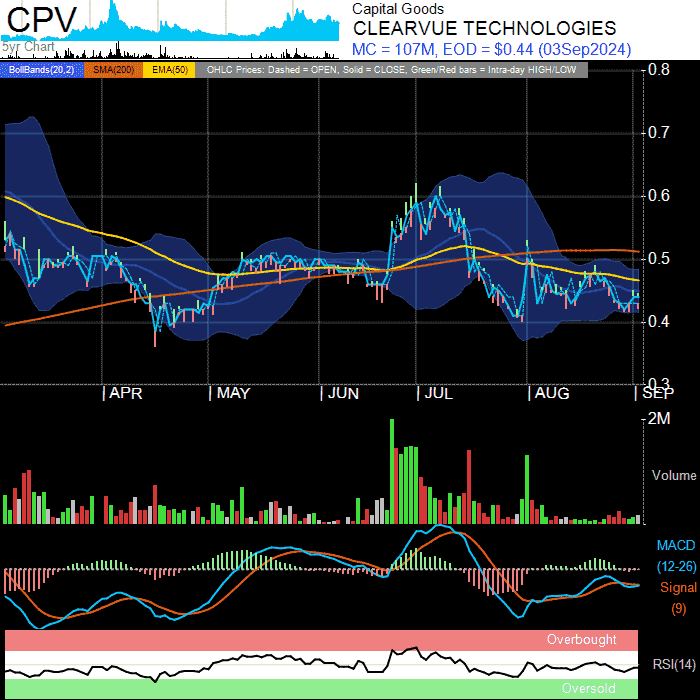 CPV
5yr Chart
Capital Goods
CLEARVUE TECHNOLOGIES
MC = 107M, EOD = $0.44 (03Sep2024)
BollBands(20,2) SMA(200) EMA(50) OHLC Prices: Dashed = OPEN, Solid = CLOSE, Green/Red bars = Intra-day HIGH/LOW
0.8
0.7
0.6
0.5
0.4
0.3
APR MAY JUN JUL AUG SEP
2M
Volume
MACD
(12-26)
Signal
(9)
Overbought
RSI(14)
Oversold